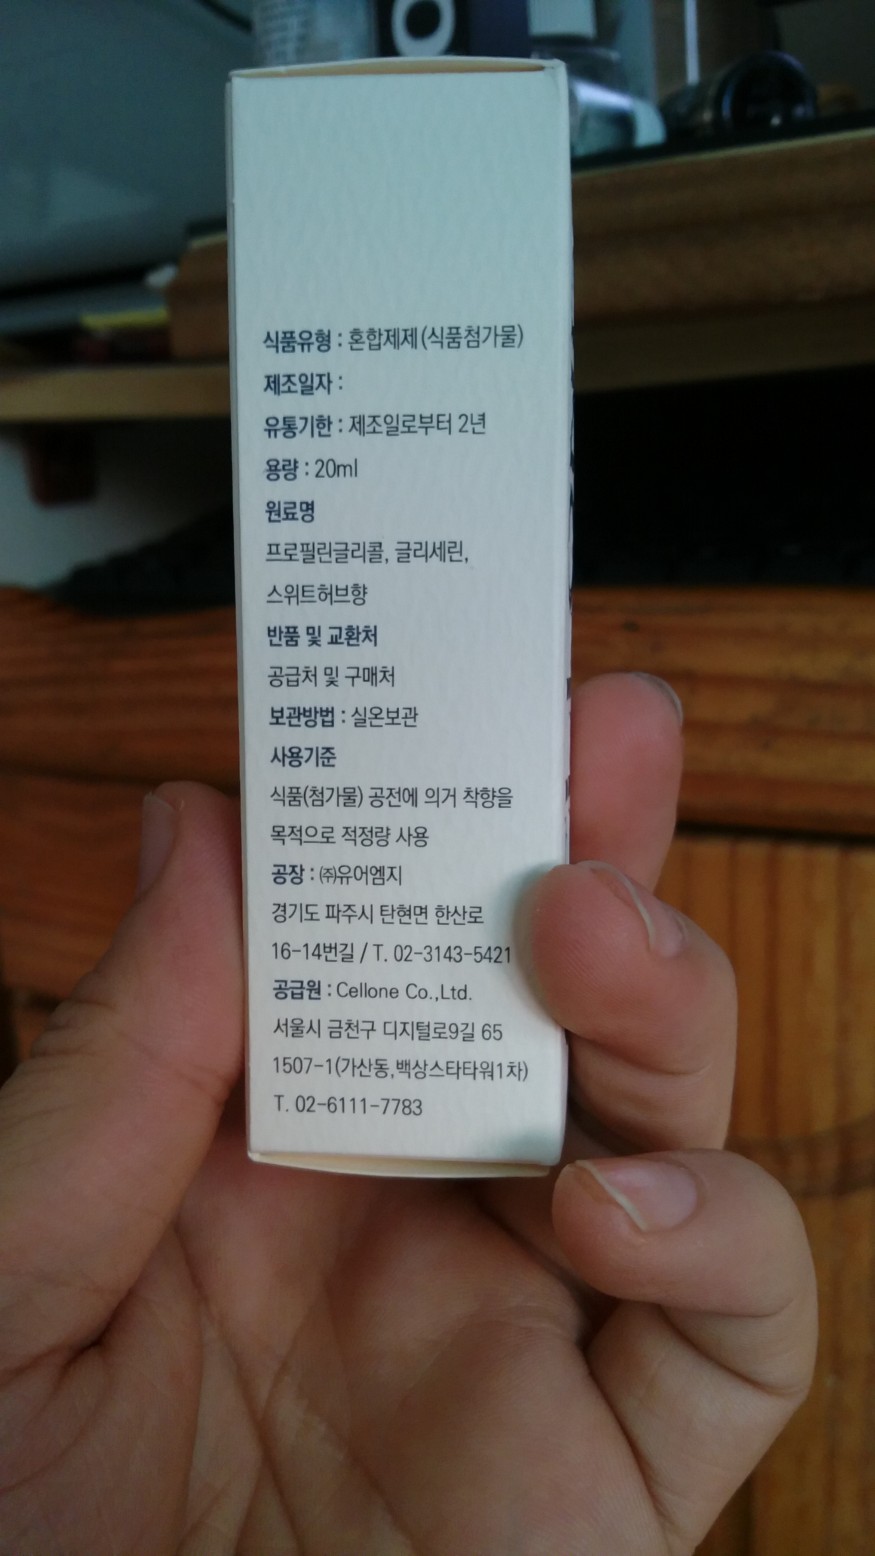 식품유형 : 혼합제제(식품첨가물)
제조일자 :
유통기한 : 제조일로부터 2년
용량 : 20ml
원료명
프로필린글리콜, 글리세린,
스위트허브향
반품 및 교환처
공급처 및 구매처
보관방법 : 실온보관
사용기준
식품(첨가물) 공전에 의거 착향을
목적으로 적정량 사용
공장 : ㈜유어엠지
경기도 파주시 탄현면 한산로
16-14번길 / T. 02-3143-5421
공급원 : Cellone Co.,Ltd.
서울시 금천구 디지털로9길 65
1507-1(가산동,백상스타타워1차)
T. 02-6111-7783